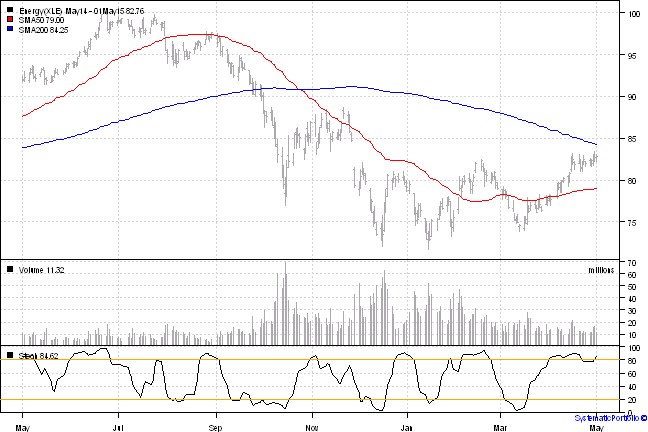 Energy(XLE) May14 - 01May15 82.76
SMA50 79.00
SMA200 84.25
100
95
90
85
80
75
Volume 11.32
millions
70
60
50
40
30
20
10
Stoch 84.62
100
80
60
40
20
0
SystematicPortfolio ©
May Jul Sep Nov Jan Mar May